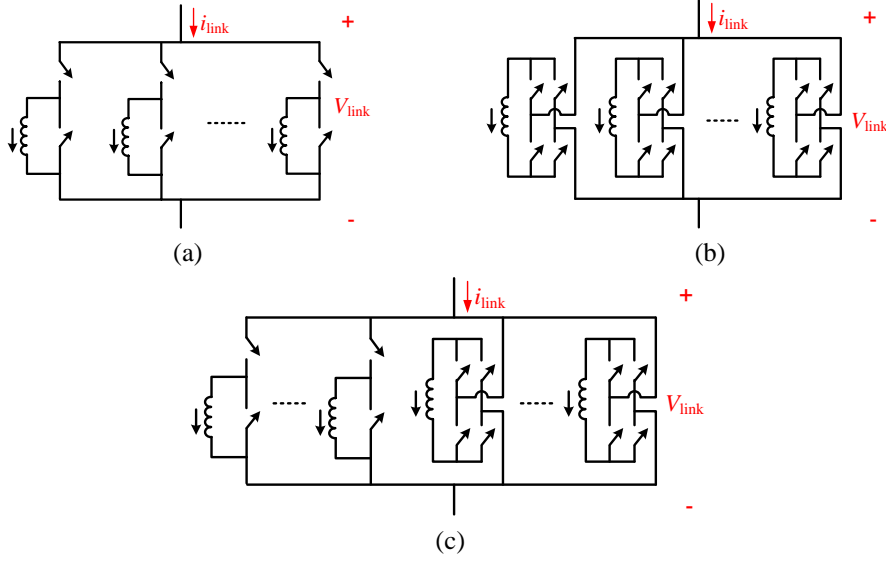 i_link +
V_link
-
(a)
i_link +
V_link
-
(b)
i_link +
V_link
-
(c)